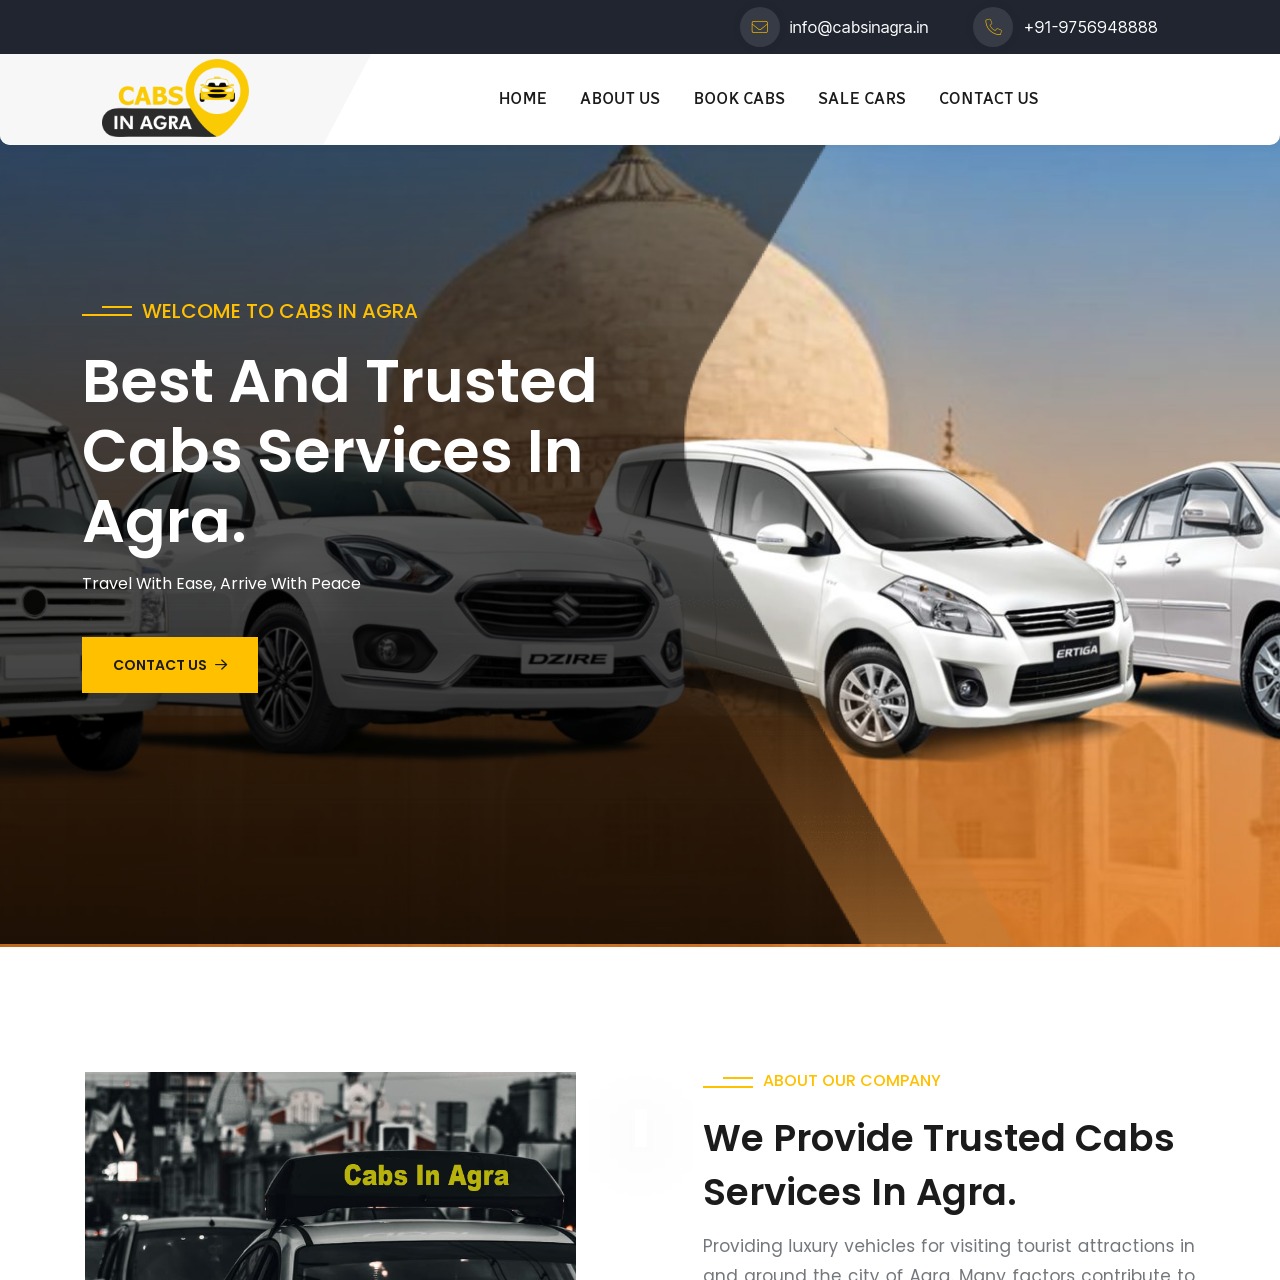 info@cabsinagra.in
+91-9756948888
CABS
IN AGRA
HOME
ABOUT US
BOOK CABS
SALE CARS
CONTACT US
WELCOME TO CABS IN AGRA
Best And Trusted
Cabs Services In
Agra.
Travel With Ease, Arrive With Peace
CONTACT US
DZIRE
ERTIGA
Cabs In Agra
ABOUT OUR COMPANY
We Provide Trusted Cabs
Services In Agra.
Providing luxury vehicles for visiting tourist attractions in
and around the city of Agra. Many factors contribute to